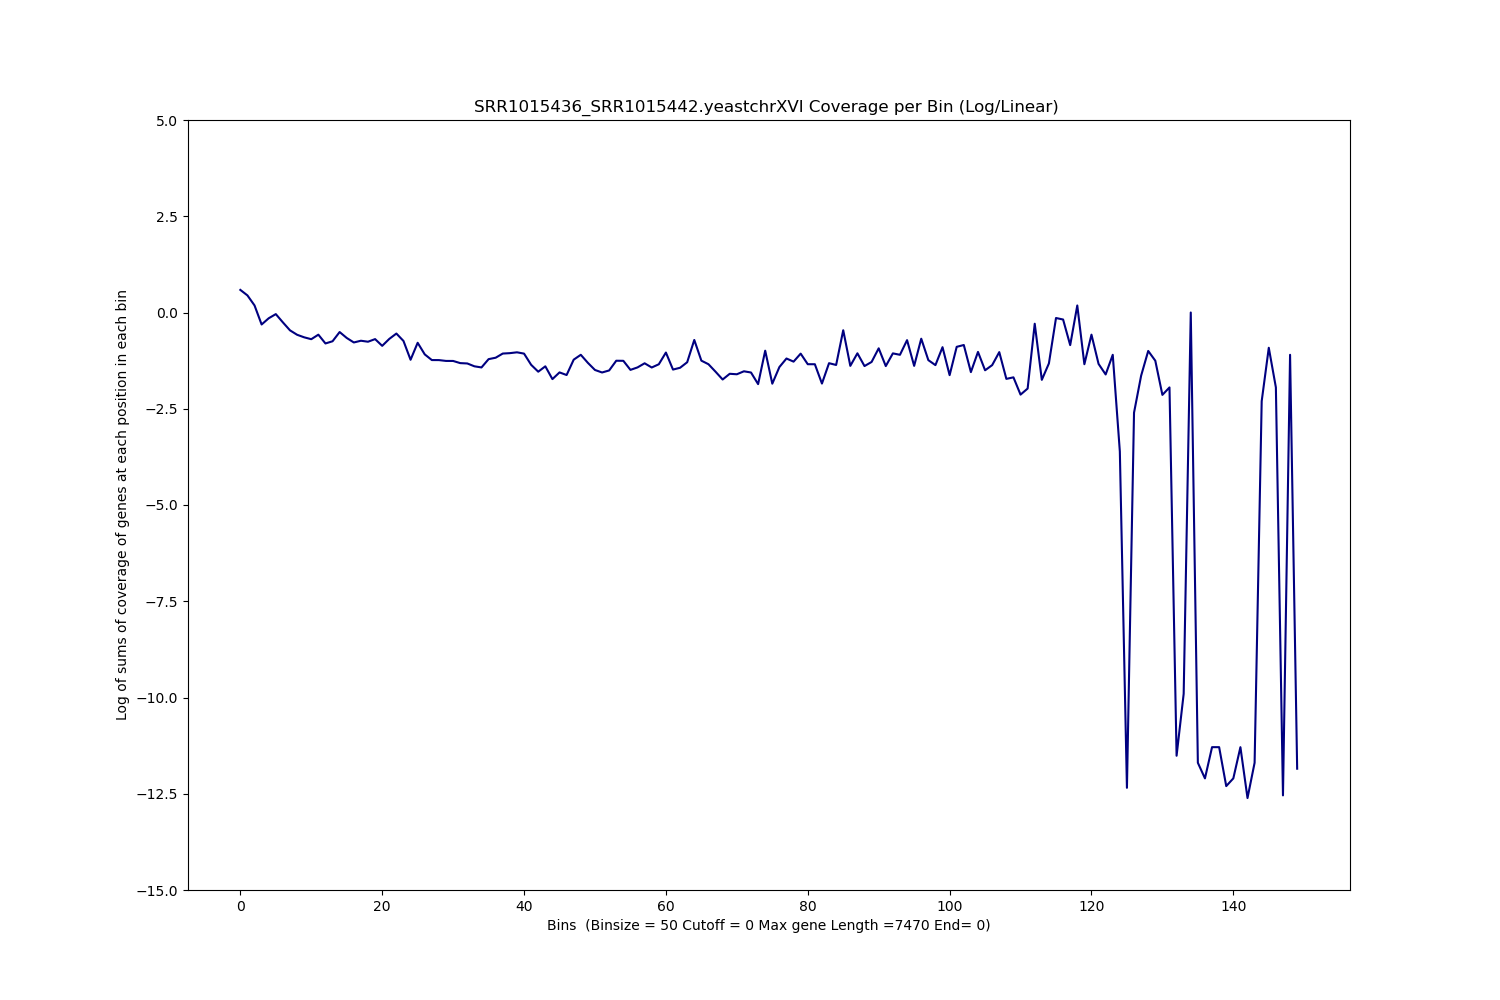 SRR1015436_SRR1015442.yeastchrXVI Coverage per Bin (Log/Linear)
5.0
2.5
0.0
−2.5
−5.0
−7.5
−10.0
−12.5
−15.0
Log of sums of coverage of genes at each position in each bin
0 20 40 60 80 100 120 140
Bins  (Binsize = 50 Cutoff = 0 Max gene Length =7470 End= 0)